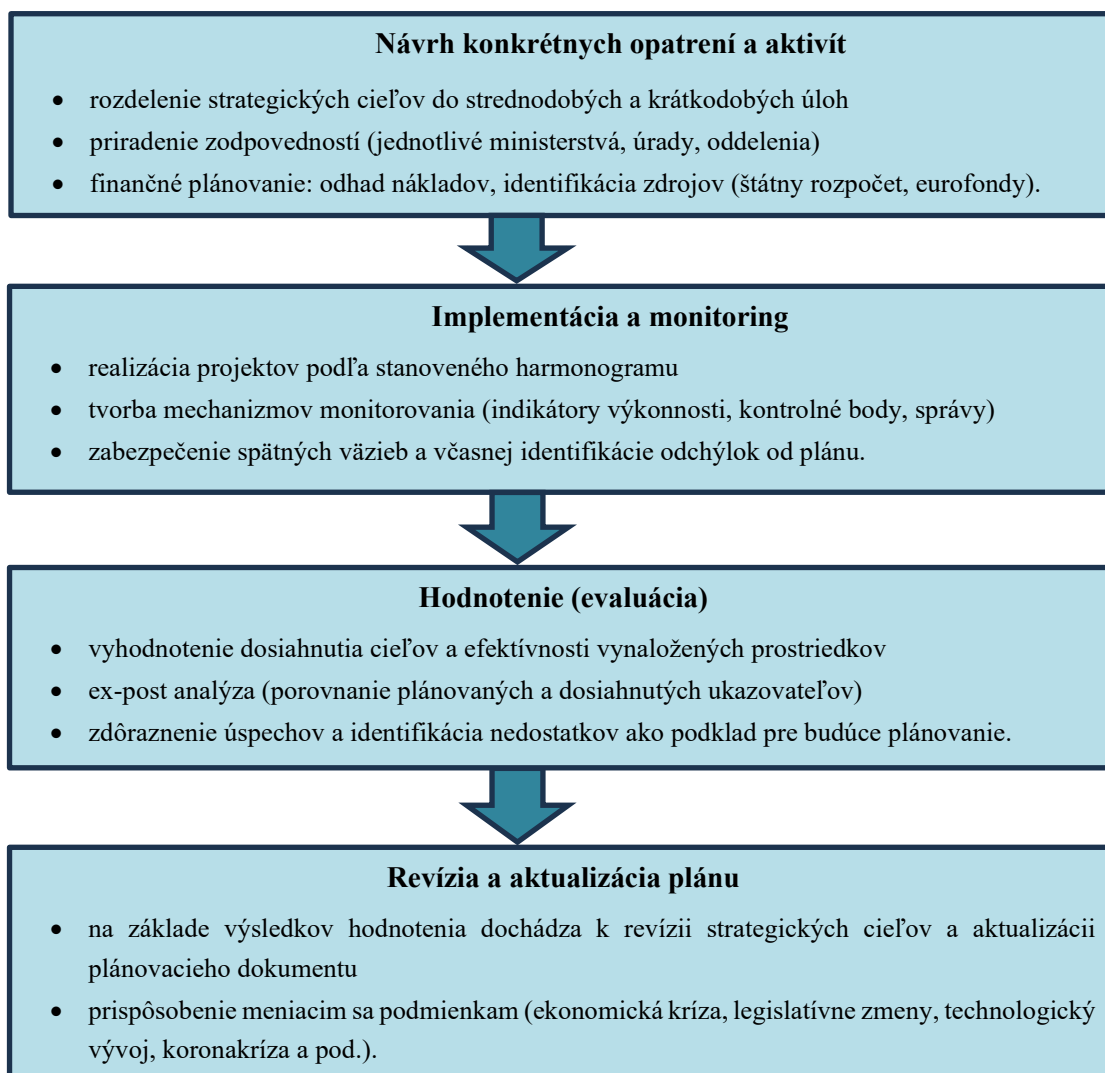 Návrh konkrétnych opatrení a aktivít
• rozdelenie strategických cieľov do strednodobých a krátkodobých úloh
• priradenie zodpovedností (jednotlivé ministerstvá, úrady, oddelenia)
• finančné plánovanie: odhad nákladov, identifikácia zdrojov (štátny rozpočet, eurofondy).
Implementácia a monitoring
• realizácia projektov podľa stanoveného harmonogramu
• tvorba mechanizmov monitorovania (indikátory výkonnosti, kontrolné body, správy)
• zabezpečenie spätných väzieb a včasnej identifikácie odchýlok od plánu.
Hodnotenie (evaluácia)
• vyhodnotenie dosiahnutia cieľov a efektívnosti vynaložených prostriedkov
• ex-post analýza (porovnanie plánovaných a dosiahnutých ukazovateľov)
• zdôraznenie úspechov a identifikácia nedostatkov ako podklad pre budúce plánovanie.
Revízia a aktualizácia plánu
• na základe výsledkov hodnotenia dochádza k revízii strategických cieľov a aktualizácii
plánovacieho dokumentu
• prispôsobenie meniacim sa podmienkam (ekonomická kríza, legislatívne zmeny, technologický
vývoj, koronakríza a pod.).